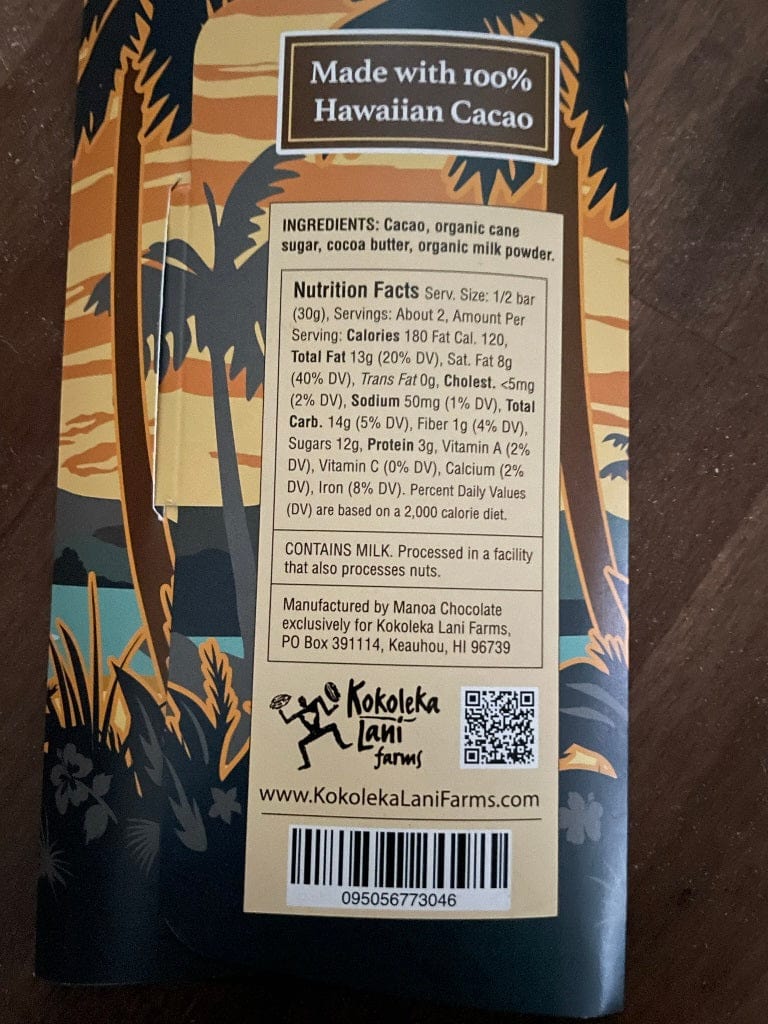 Made with 100%
Hawaiian Cacao
INGREDIENTS: Cacao, organic cane
sugar, cocoa butter, organic milk powder.
Nutrition Facts Serv. Size: 1/2 bar
(30g), Servings: About 2, Amount Per
Serving: Calories 180 Fat Cal. 120,
Total Fat 13g (20% DV), Sat. Fat 8g
(40% DV), Trans Fat 0g, Cholest. <5mg
(2% DV), Sodium 50mg (1% DV), Total
Carb. 14g (5% DV), Fiber 1g (4% DV),
Sugars 12g, Protein 3g, Vitamin A (2%
DV), Vitamin C (0% DV), Calcium (2%
DV), Iron (8% DV). Percent Daily Values
(DV) are based on a 2,000 calorie diet.
CONTAINS MILK. Processed in a facility
that also processes nuts.
Manufactured by Manoa Chocolate
exclusively for Kokoleka Lani Farms,
PO Box 391114, Keauhou, HI 96739
Kokoleka
Lani
farms
www.KokolekaLaniFarms.com
095056773046